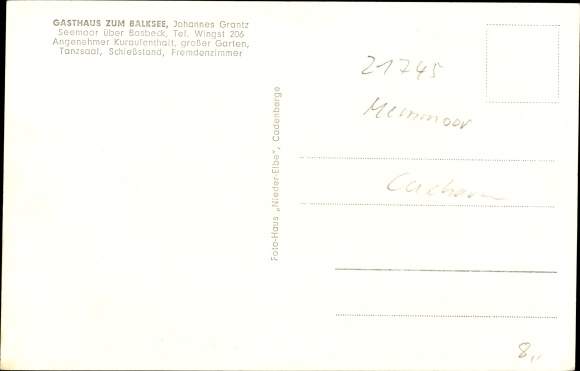 GASTHAUS ZUM BALKSEE, Johannes Grantz
Seemoor über Basbeck, Tel. Wingst 206
Angenehmer Kuraufenthalt, großer Garten,
Tanzsaal, Schießstand, Fremdenzimmer
Foto-Haus „Nieder-Elbe", Cadenberge
21745
8,,